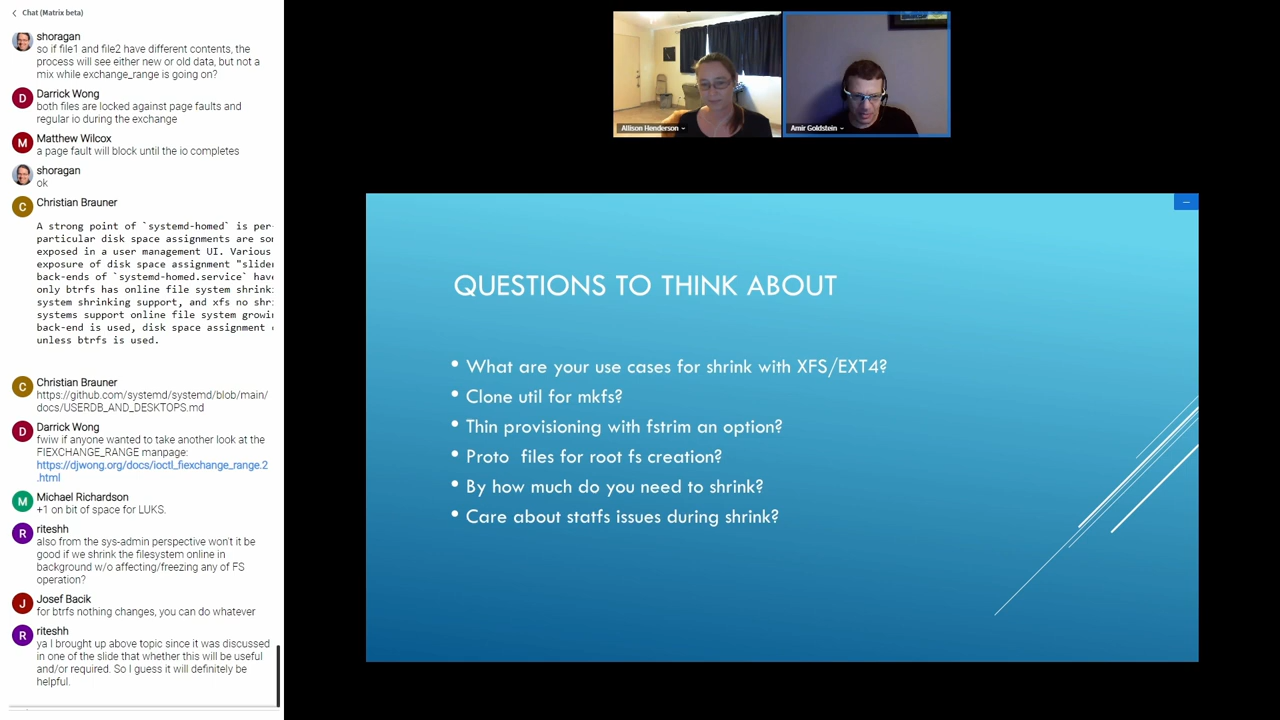 Chat (Matrix beta)
shoragan
so if file1 and file2 have different contents, the
process will see either new or old data, but not a
mix while exchange_range is going on?
Darrick Wong
both files are locked against page faults and
regular io during the exchange
Matthew Wilcox
a page fault will block until the io completes
shoragan
ok
Christian Brauner
A strong point of `systemd-homed` is per-
particular disk space assignments are
exposed in a user management UI. Various
exposure of disk space assignment
back-ends of `systemd-homed.service`
only btrfs has online file system
system shrinking support, and xfs no
systems support online file system
back-end is used, disk space assignment
unless btrfs is used.
Christian Brauner
https://github.com/systemd/systemd/blob/main/
docs/USERDB_AND_DESKTOPS.md
Darrick Wong
fwiw if anyone wanted to take another look at the
FIEXCHANGE_RANGE manpage:
https://djwong.org/docs/ioctl_fiexchange_range.2
.html
Michael Richardson
+1 on bit of space for LUKS.
riteshh
also from the sys-admin perspective won't it be
good if we shrink the filesystem online in
background w/o affecting/freezing any of FS
operation?
Josef Bacik
for btrfs nothing changes, you can do whatever
riteshh
ya I brought up above topic since it was discussed
in one of the slide that whether this will be useful
and/or required. So I guess it will definitely be
helpful.
Allison Henderson
Amir Goldstein
QUESTIONS TO THINK ABOUT
• What are your use cases for shrink with XFS/EXT4?
• Clone util for mkfs?
• Thin provisioning with fstrim an option?
• Proto files for root fs creation?
• By how much do you need to shrink?
• Care about statfs issues during shrink?